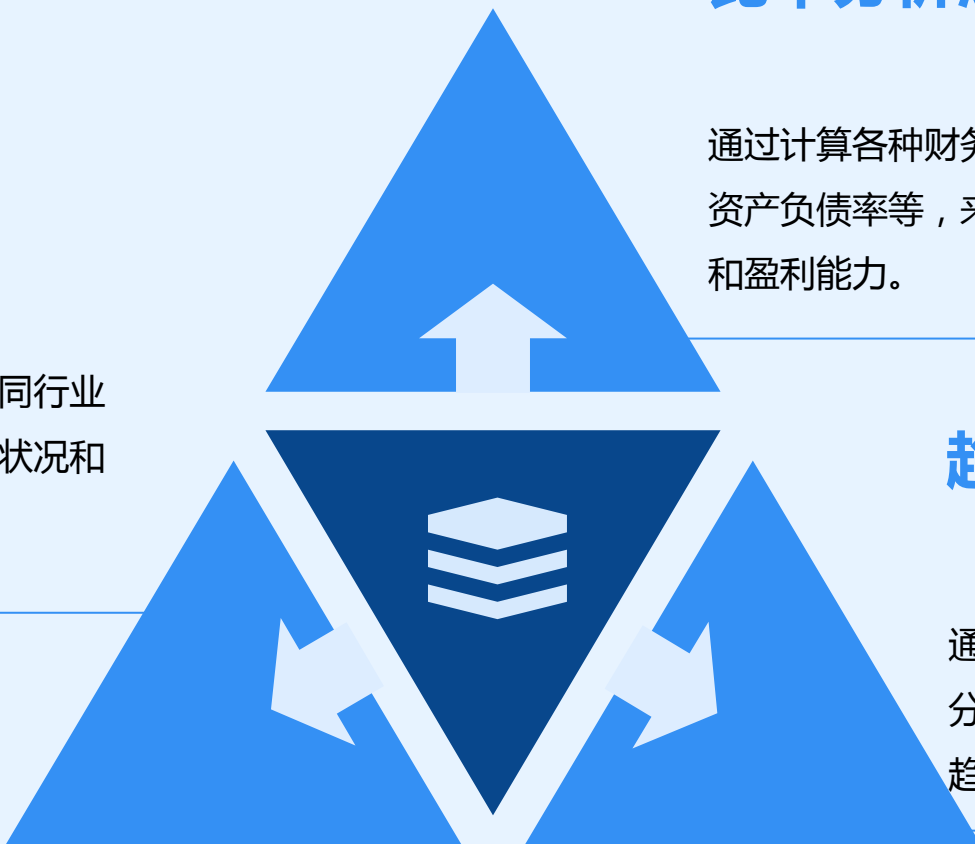 通过计算各种财务
资产负债率等，来
和盈利能力。
同行业
状况和
趋
通
分
趋